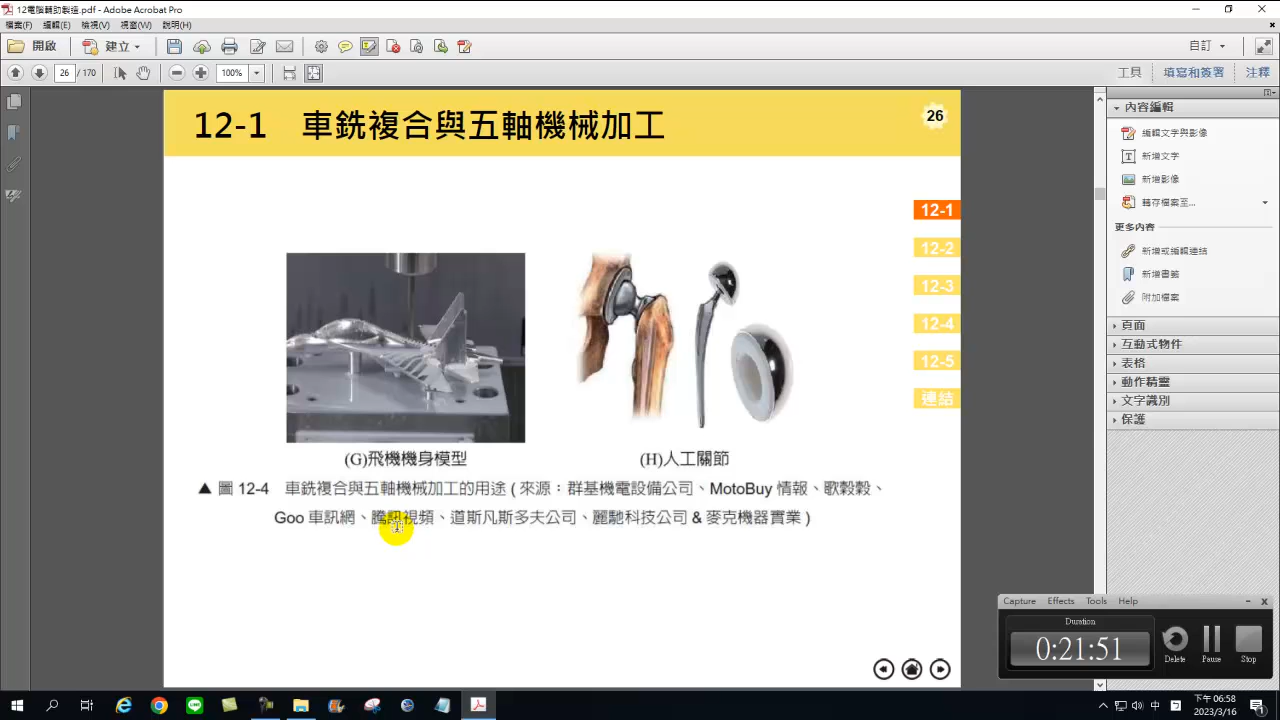 12電腦輔助製造.pdf - Adobe Acrobat Pro
檔案(F) 編輯(E) 檢視(V) 視窗(W) 說明(H)
開啟 建立 自訂
26 / 170 100% 工具 填寫和簽署 注釋
12-1 車銑複合與五軸機械加工 26
12-1
12-2
12-3
12-4
12-5
連結
(G)飛機機身模型 (H)人工關節
▲ 圖 12-4 車銑複合與五軸機械加工的用途 ( 來源：群基機電設備公司、MotoBuy 情報、歌穀穀、
Goo 車訊網、騰訊視頻、道斯凡斯多夫公司、麗馳科技公司 & 麥克機器實業 )
內容編輯
編輯文字與影像
新增文字
新增影像
轉存檔案至...
更多內容
新增或編輯連結
新增書籤
附加檔案
頁面
互動式物件
表格
動作精靈
文字識別
保護
Capture Effects Tools Help
Duration
0:21:51
Delete Pause Stop
中
下午 06:58
2023/3/16